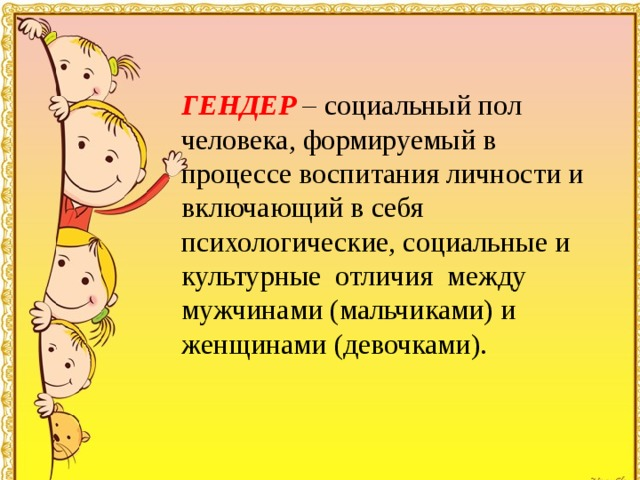 ГЕНДЕР – социальный пол
человека, формируемый в
процессе воспитания личности и
включающий в себя
психологические, социальные и
культурные отличия между
мужчинами (мальчиками) и
женщинами (девочками).